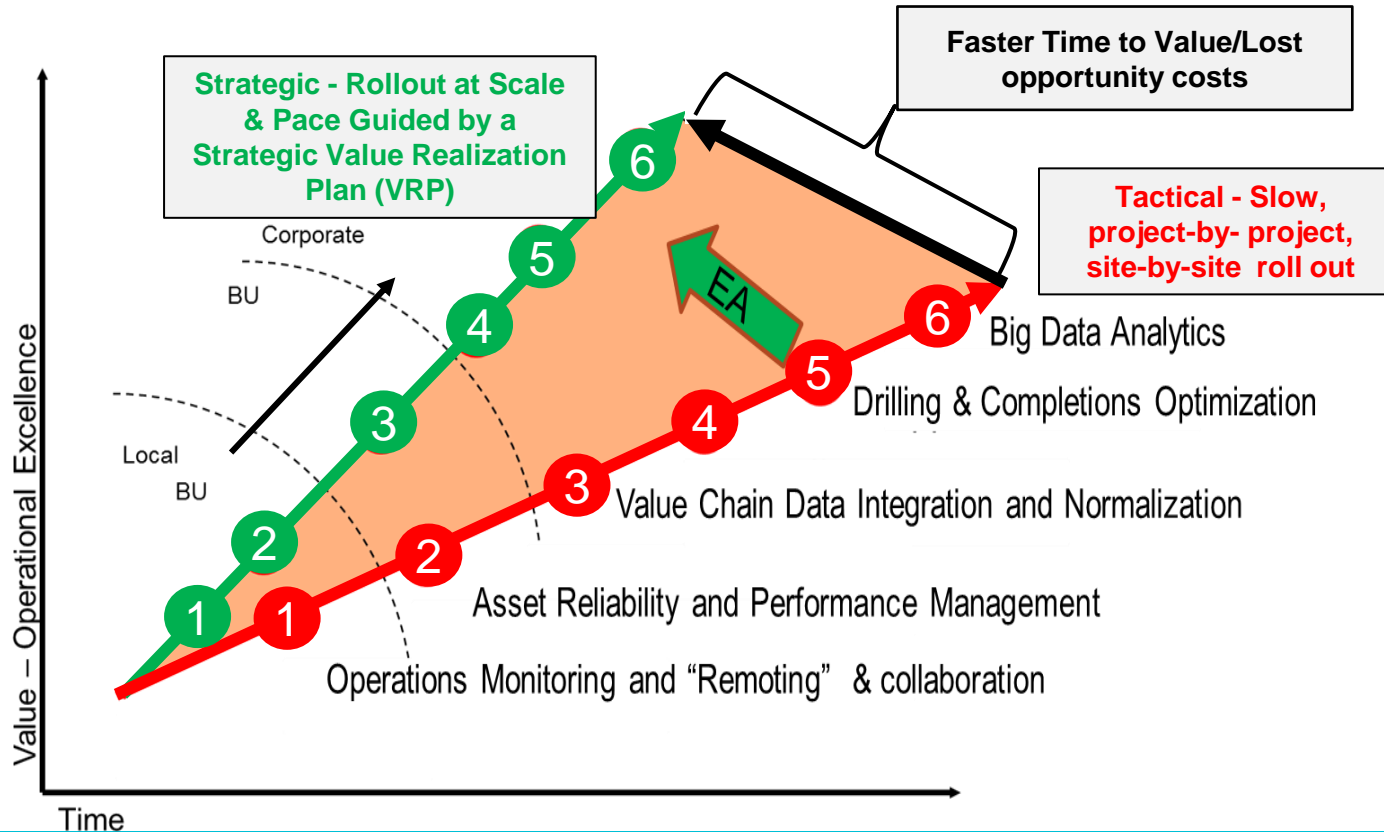 Faster Time to Value/Lost
opportunity costs
Strategic - Rollout at Scale
& Pace Guided by a
Strategic Value Realization
Plan (VRP)
Tactical - Slow,
project-by- project,
site-by-site roll out
Corporate
BU
Local
BU
EA
6
5
4
3
2
1
6
5
4
3
2
1
Big Data Analytics
Drilling & Completions Optimization
Value Chain Data Integration and Normalization
Asset Reliability and Performance Management
Operations Monitoring and “Remoting” & collaboration
Value – Operational Excellence
Time